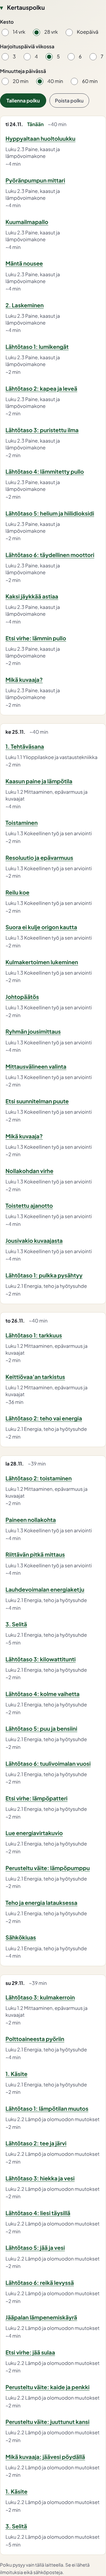 ▾ Kertauspolku
Kesto
14 vrk
28 vrk
Koepäivä
Harjoituspäiviä viikossa
3
4
5
6
7
Minuutteja päivässä
20 min
40 min
60 min
Tallenna polku
Poista polku
ti 24.11. Tänään ~40 min
Hyppyaltaan huoltoluukku
Luku 2.3 Paine, kaasut ja
lämpövoimakone
~4 min
Pyöränpumpun mittari
Luku 2.3 Paine, kaasut ja
lämpövoimakone
~4 min
Kuumailmapallo
Luku 2.3 Paine, kaasut ja
lämpövoimakone
~4 min
Mäntä nousee
Luku 2.3 Paine, kaasut ja
lämpövoimakone
~4 min
2. Laskeminen
Luku 2.3 Paine, kaasut ja
lämpövoimakone
~4 min
Lähtötaso 1: lumikengät
Luku 2.3 Paine, kaasut ja
lämpövoimakone
~2 min
Lähtötaso 2: kapea ja leveä
Luku 2.3 Paine, kaasut ja
lämpövoimakone
~2 min
Lähtötaso 3: puristettu ilma
Luku 2.3 Paine, kaasut ja
lämpövoimakone
~2 min
Lähtötaso 4: lämmitetty pullo
Luku 2.3 Paine, kaasut ja
lämpövoimakone
~2 min
Lähtötaso 5: helium ja hiilidioksidi
Luku 2.3 Paine, kaasut ja
lämpövoimakone
~2 min
Lähtötaso 6: täydellinen moottori
Luku 2.3 Paine, kaasut ja
lämpövoimakone
~2 min
Kaksi jäykkää astiaa
Luku 2.3 Paine, kaasut ja
lämpövoimakone
~4 min
Etsi virhe: lämmin pullo
Luku 2.3 Paine, kaasut ja
lämpövoimakone
~2 min
Mikä kuvaaja?
Luku 2.3 Paine, kaasut ja
lämpövoimakone
~2 min
ke 25.11. ~40 min
1. Tehtäväsana
Luku 1.1 Ylioppilaskoe ja vastaustekniikka
~2 min
Kaasun paine ja lämpötila
Luku 1.2 Mittaaminen, epävarmuus ja
kuvaajat
~4 min
Toistaminen
Luku 1.3 Kokeellinen työ ja sen arviointi
~2 min
Resoluutio ja epävarmuus
Luku 1.3 Kokeellinen työ ja sen arviointi
~2 min
Reilu koe
Luku 1.3 Kokeellinen työ ja sen arviointi
~2 min
Suora ei kulje origon kautta
Luku 1.3 Kokeellinen työ ja sen arviointi
~2 min
Kulmakertoimen lukeminen
Luku 1.3 Kokeellinen työ ja sen arviointi
~2 min
Johtopäätös
Luku 1.3 Kokeellinen työ ja sen arviointi
~2 min
Ryhmän jousimittaus
Luku 1.3 Kokeellinen työ ja sen arviointi
~4 min
Mittausvälineen valinta
Luku 1.3 Kokeellinen työ ja sen arviointi
~2 min
Etsi suunnitelman puute
Luku 1.3 Kokeellinen työ ja sen arviointi
~2 min
Mikä kuvaaja?
Luku 1.3 Kokeellinen työ ja sen arviointi
~2 min
Nollakohdan virhe
Luku 1.3 Kokeellinen työ ja sen arviointi
~2 min
Toistettu ajanotto
Luku 1.3 Kokeellinen työ ja sen arviointi
~4 min
Jousivakio kuvaajasta
Luku 1.3 Kokeellinen työ ja sen arviointi
~4 min
Lähtötaso 1: pulkka pysähtyy
Luku 2.1 Energia, teho ja hyötysuhde
~2 min
to 26.11. ~40 min
Lähtötaso 1: tarkkuus
Luku 1.2 Mittaaminen, epävarmuus ja
kuvaajat
~2 min
Keittiövaa'an tarkistus
Luku 1.2 Mittaaminen, epävarmuus ja
kuvaajat
~36 min
Lähtötaso 2: teho vai energia
Luku 2.1 Energia, teho ja hyötysuhde
~2 min
la 28.11. ~39 min
Lähtötaso 2: toistaminen
Luku 1.2 Mittaaminen, epävarmuus ja
kuvaajat
~2 min
Paineen nollakohta
Luku 1.3 Kokeellinen työ ja sen arviointi
~4 min
Riittävän pitkä mittaus
Luku 1.3 Kokeellinen työ ja sen arviointi
~4 min
Lauhdevoimalan energiaketju
Luku 2.1 Energia, teho ja hyötysuhde
~4 min
3. Selitä
Luku 2.1 Energia, teho ja hyötysuhde
~5 min
Lähtötaso 3: kilowattitunti
Luku 2.1 Energia, teho ja hyötysuhde
~2 min
Lähtötaso 4: kolme vaihetta
Luku 2.1 Energia, teho ja hyötysuhde
~2 min
Lähtötaso 5: puu ja bensiini
Luku 2.1 Energia, teho ja hyötysuhde
~2 min
Lähtötaso 6: tuulivoimalan vuosi
Luku 2.1 Energia, teho ja hyötysuhde
~2 min
Etsi virhe: lämpöpatteri
Luku 2.1 Energia, teho ja hyötysuhde
~2 min
Lue energiavirtakuvio
Luku 2.1 Energia, teho ja hyötysuhde
~2 min
Perusteltu väite: lämpöpumppu
Luku 2.1 Energia, teho ja hyötysuhde
~2 min
Teho ja energia latauksessa
Luku 2.1 Energia, teho ja hyötysuhde
~2 min
Sähkökiuas
Luku 2.1 Energia, teho ja hyötysuhde
~4 min
su 29.11. ~39 min
Lähtötaso 3: kulmakerroin
Luku 1.2 Mittaaminen, epävarmuus ja
kuvaajat
~2 min
Polttoaineesta pyöriin
Luku 2.1 Energia, teho ja hyötysuhde
~4 min
1. Käsite
Luku 2.1 Energia, teho ja hyötysuhde
~2 min
Lähtötaso 1: lämpötilan muutos
Luku 2.2 Lämpö ja olomuodon muutokset
~2 min
Lähtötaso 2: tee ja järvi
Luku 2.2 Lämpö ja olomuodon muutokset
~2 min
Lähtötaso 3: hiekka ja vesi
Luku 2.2 Lämpö ja olomuodon muutokset
~2 min
Lähtötaso 4: liesi täysillä
Luku 2.2 Lämpö ja olomuodon muutokset
~2 min
Lähtötaso 5: jää ja vesi
Luku 2.2 Lämpö ja olomuodon muutokset
~2 min
Lähtötaso 6: reikä levyssä
Luku 2.2 Lämpö ja olomuodon muutokset
~2 min
Jääpalan lämpenemiskäyrä
Luku 2.2 Lämpö ja olomuodon muutokset
~4 min
Etsi virhe: jää sulaa
Luku 2.2 Lämpö ja olomuodon muutokset
~2 min
Perusteltu väite: kaide ja penkki
Luku 2.2 Lämpö ja olomuodon muutokset
~2 min
Perusteltu väite: juuttunut kansi
Luku 2.2 Lämpö ja olomuodon muutokset
~2 min
Mikä kuvaaja: jäävesi pöydällä
Luku 2.2 Lämpö ja olomuodon muutokset
~2 min
1. Käsite
Luku 2.2 Lämpö ja olomuodon muutokset
~2 min
3. Selitä
Luku 2.2 Lämpö ja olomuodon muutokset
~5 min
Polku pysyy vain tällä laitteella. Se ei lähetä
ilmoituksia eikä sähköposteja.